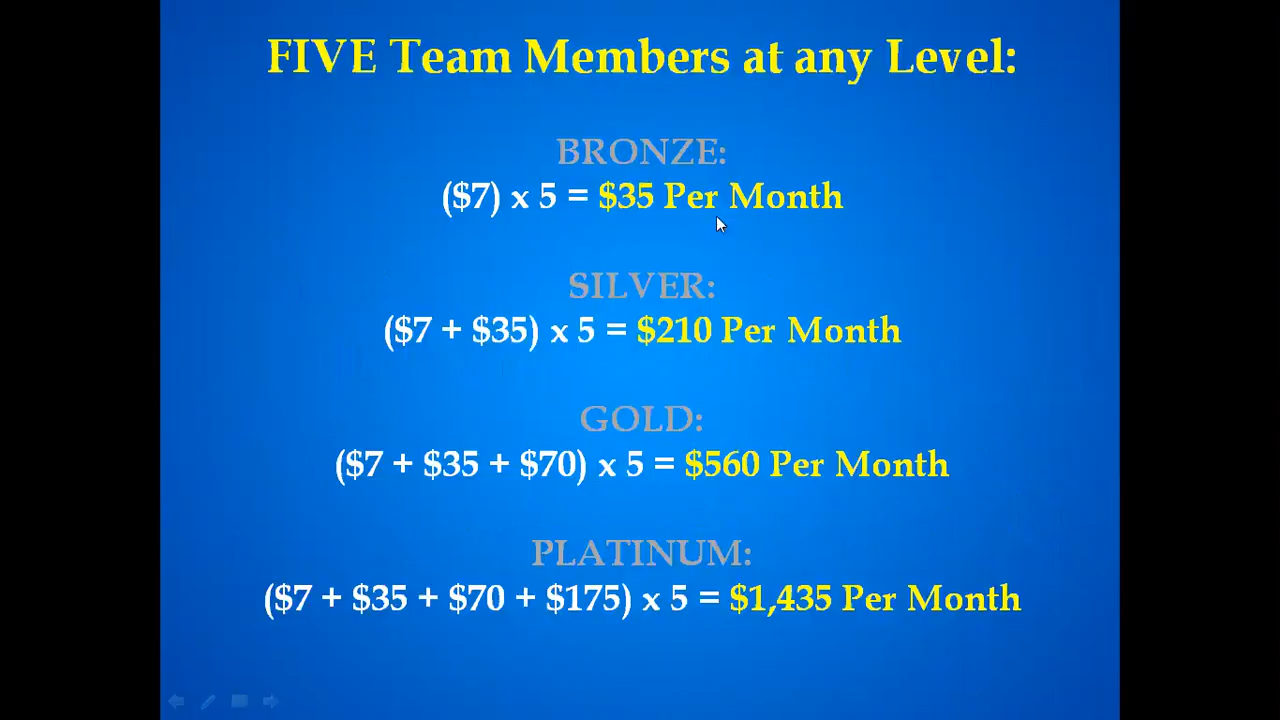 FIVE Team Members at any Level:
BRONZE:
($7) x 5 = $35 Per Month
SILVER:
($7 + $35) x 5 = $210 Per Month
GOLD:
($7 + $35 + $70) x 5 = $560 Per Month
PLATINUM:
($7 + $35 + $70 + $175) x 5 = $1,435 Per Month